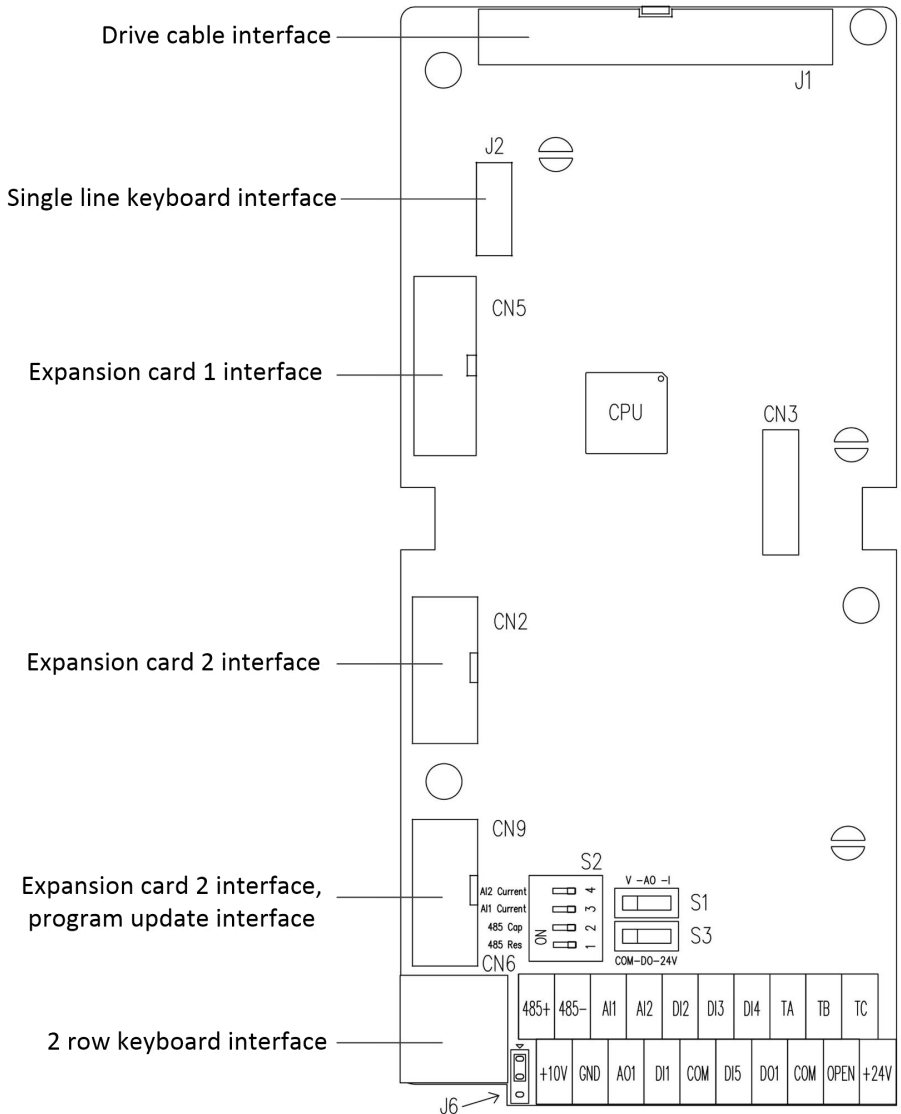 Drive cable interface
J1
J2
Single line keyboard interface
CN5
Expansion card 1 interface
CPU
CN3
CN2
Expansion card 2 interface
CN9
S2
Expansion card 2 interface,
program update interface
AI2 Current
AI1 Current
485 Cap
485 Res
ON
4
3
2
1
V -AO -I
S1
S3
COM-DO-24V
CN6
2 row keyboard interface
485+ 485- AI1 AI2 DI2 DI3 DI4 TA TB TC
+10V GND AO1 DI1 COM DI5 DO1 COM OPEN +24V
J6